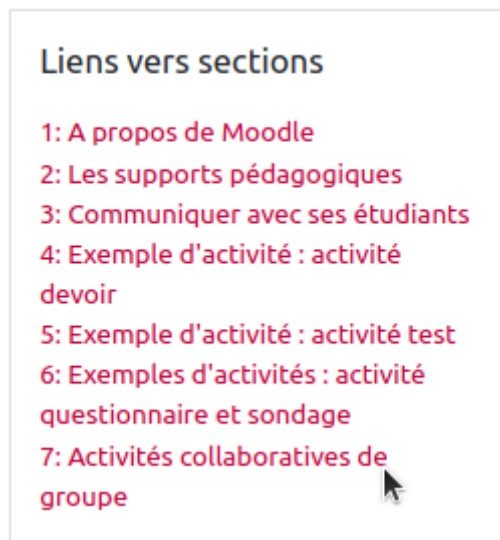 Liens vers sections
1: A propos de Moodle
2: Les supports pédagogiques
3: Communiquer avec ses étudiants
4: Exemple d'activité : activité
devoir
5: Exemple d'activité : activité test
6: Exemples d'activités : activité
questionnaire et sondage
7: Activités collaboratives de
groupe